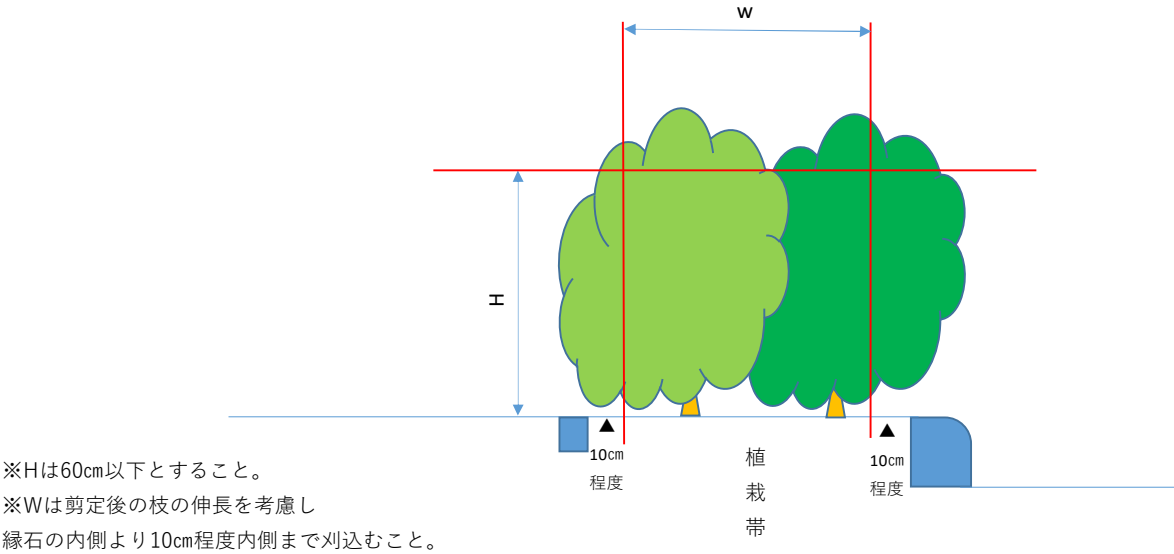 W
H
10㎝
程度
植
栽
帯
10㎝
程度
※Hは60㎝以下とすること。
※Wは剪定後の枝の伸長を考慮し
縁石の内側より10㎝程度内側まで刈込むこと。